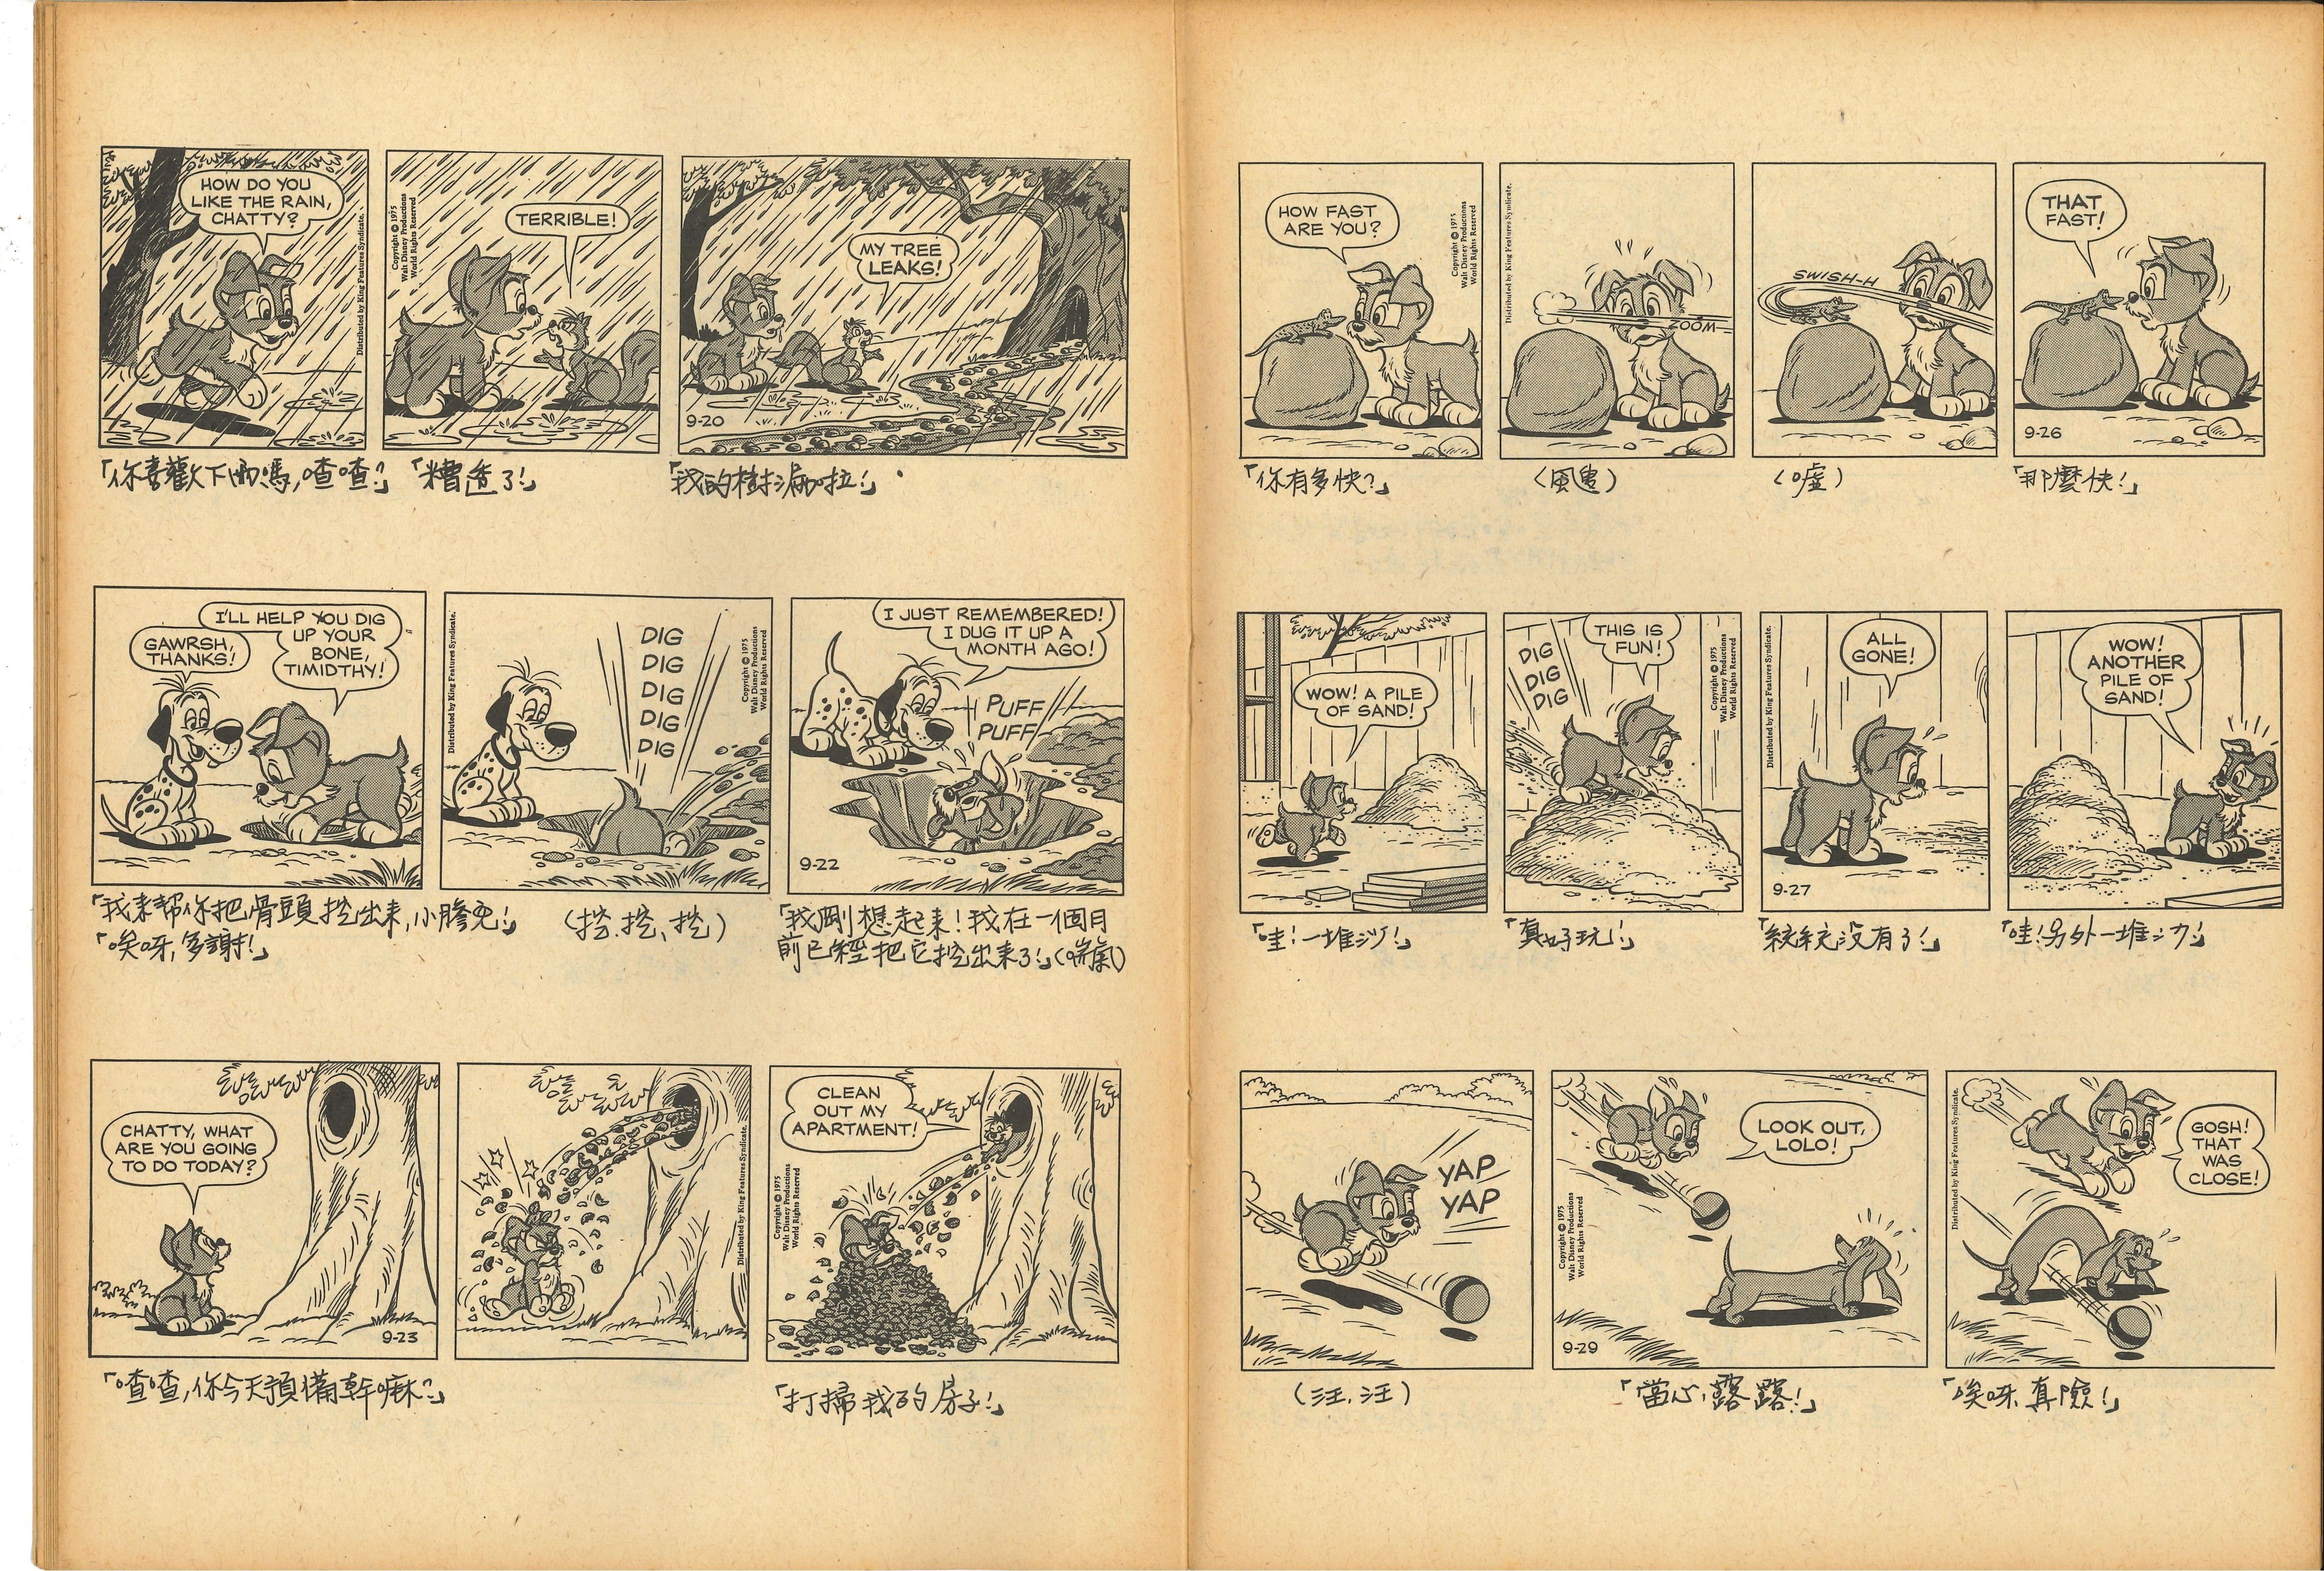 HOW DO YOU
LIKE THE RAIN,
CHATTY?
Distributed by King Features Syndicate.
Copyright © 1975
Walt Disney Productions
World Rights Reserved
TERRIBLE!
MY TREE
LEAKS!
9-20
「你喜歡下雨嗎,喳喳?」
「糟透了!」
「我的樹漏啦!」
I'LL HELP YOU DIG
UP YOUR
BONE,
TIMIDTHY!
GAWRSH,
THANKS!
Distributed by King Features Syndicate.
DIG
DIG
DIG
DIG
DIG
Copyright © 1975
Walt Disney Productions
World Rights Reserved
I JUST REMEMBERED!
I DUG IT UP A
MONTH AGO!
PUFF
PUFF
9-22
「我来帮你把骨頭挖出来,小膽兒!」
「唉呀,多謝!」
(挖、挖、挖)
「我剛想起来!我在一個月
前已經把它挖出来了!」(喘氣)
CHATTY, WHAT
ARE YOU GOING
TO DO TODAY?
9-23
Distributed by King Features Syndicate.
CLEAN
OUT MY
APARTMENT!
Copyright © 1975
Walt Disney Productions
World Rights Reserved
「喳喳,你今天預備幹嘛?」
「打掃我的房子!」
HOW FAST
ARE YOU?
Copyright © 1975
Walt Disney Productions
World Rights Reserved
Distributed by King Features Syndicate.
ZOOM
SWISH-H
THAT
FAST!
9-26
「你有多快?」
(嘘)
「那麼快!」
WOW! A PILE
OF SAND!
DIG
DIG
DIG
THIS IS
FUN!
Copyright © 1975
Walt Disney Productions
World Rights Reserved
Distributed by King Features Syndicate.
ALL
GONE!
9-27
WOW!
ANOTHER
PILE OF
SAND!
「哇!一堆沙!」
「真好玩!」
「統統没有了!」
「哇!另外一堆沙!」
YAP
YAP
LOOK OUT,
LOLO!
Copyright © 1975
Walt Disney Productions
World Rights Reserved
9-29
Distributed by King Features Syndicate.
GOSH!
THAT
WAS
CLOSE!
(汪,汪)
「當心,露露!」
「唉呀,真險!」